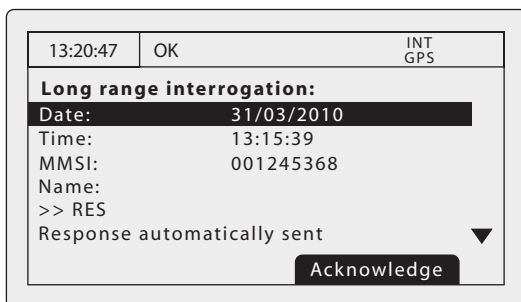 13:20:47 OK INT GPS
Long range interrogation:
Date: 31/03/2010
Time: 13:15:39
MMSI: 001245368
Name:
>> RES
Response automatically sent
Acknowledge